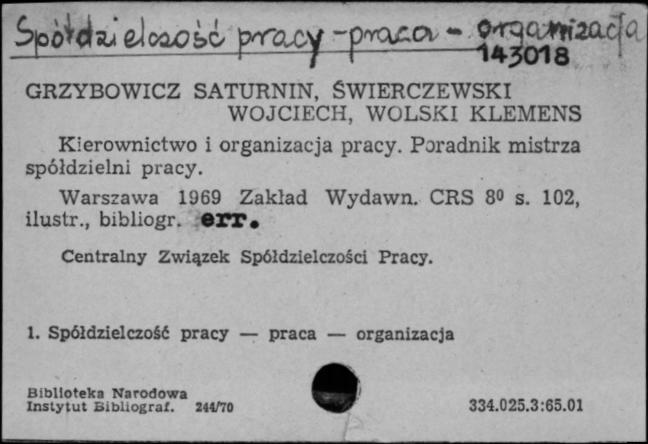 Spółdzielczość pracy - praca - organizacja
143018
GRZYBOWICZ SATURNIN, ŚWIERCZEWSKI
WOJCIECH, WOLSKI KLEMENS
Kierownictwo i organizacja pracy. Poradnik mistrza
spółdzielni pracy.
Warszawa 1969 Zakład Wydawn. CRS 8⁰ s. 102,
ilustr., bibliogr. err.
Centralny Związek Spółdzielczości Pracy.
1. Spółdzielczość pracy — praca — organizacja
Biblioteka Narodowa
Instytut Bibliograf. 244/70
334.025.3:65.01